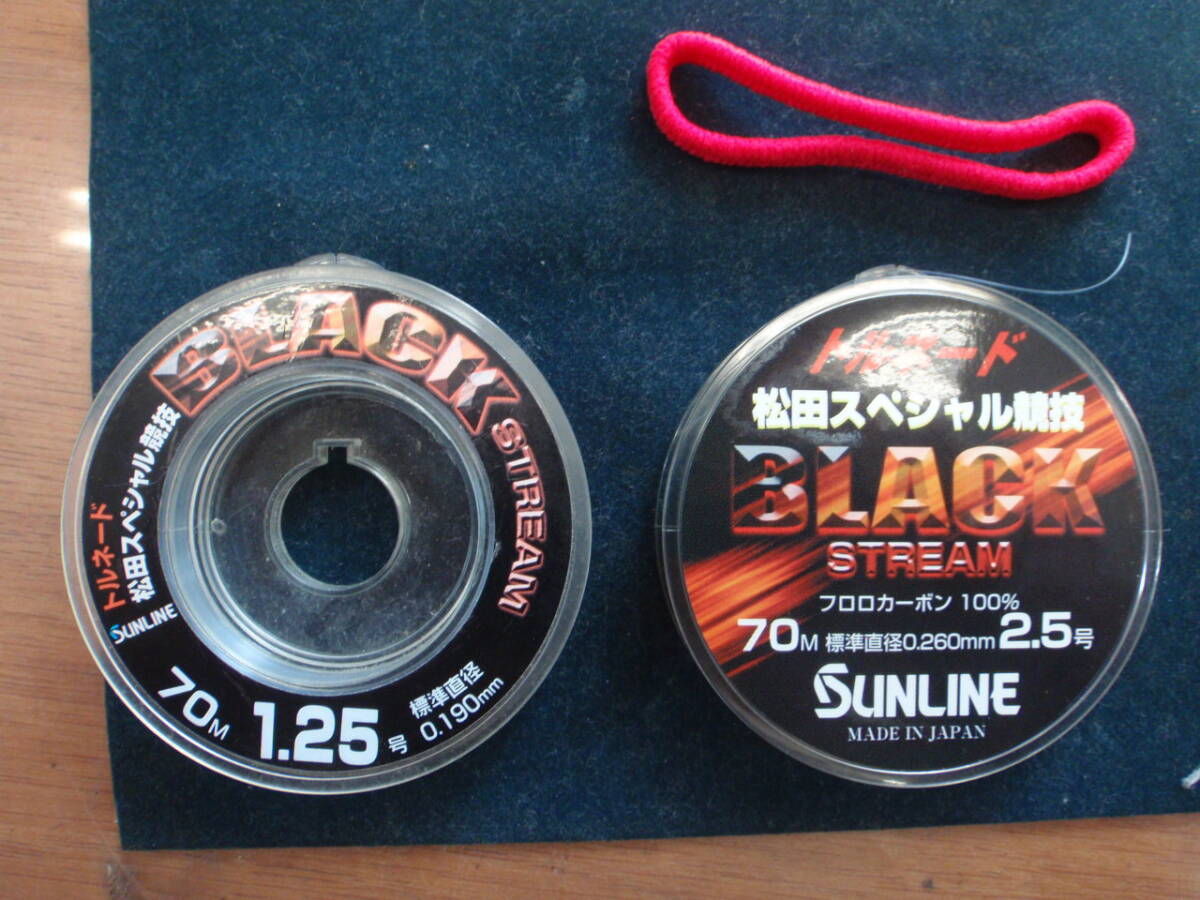 BLACK STREAM
トルネード
松田スペシャル競技
SUNLINE
70M 1.25号 標準直径
0.190mm
トルネード
松田スペシャル競技
BLACK
STREAM
フロロカーボン 100%
70M 標準直径0.260mm 2.5号
SUNLINE
MADE IN JAPAN